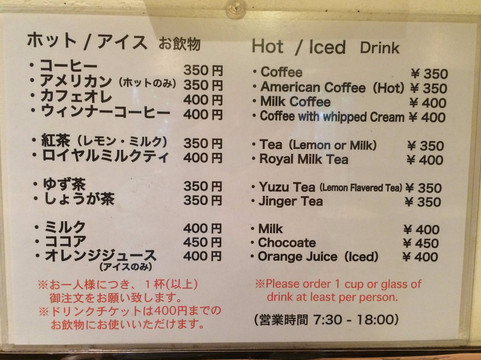 ホット / アイス お飲物
・コーヒー 350円
・アメリカン（ホットのみ） 350円
・カフェオレ 400円
・ウィンナーコーヒー 400円
・紅茶（レモン・ミルク） 350円
・ロイヤルミルクティ 400円
・ゆず茶 350円
・しょうが茶 350円
・ミルク 400円
・ココア 450円
・オレンジジュース 400円
（アイスのみ）
※お一人様につき、１杯(以上)
御注文をお願い致します。
※ドリンクチケットは400円までの
お飲物にお使いいただけます。
Hot / Iced Drink
・Coffee ¥ 350
・American Coffee（Hot） ¥ 350
・Milk Coffee ¥ 400
・Coffee with whipped Cream ¥ 400
・Tea（Lemon or Milk） ¥ 350
・Royal Milk Tea ¥ 400
・Yuzu Tea（Lemon Flavared Tea） ¥ 350
・Jinger Tea ¥ 350
・Milk ¥ 400
・Chocoate ¥ 450
・Orange Juice（Iced） ¥ 400
※Please order 1 cup or glass of
drink at least per person.
（営業時間 7:30 - 18:00）